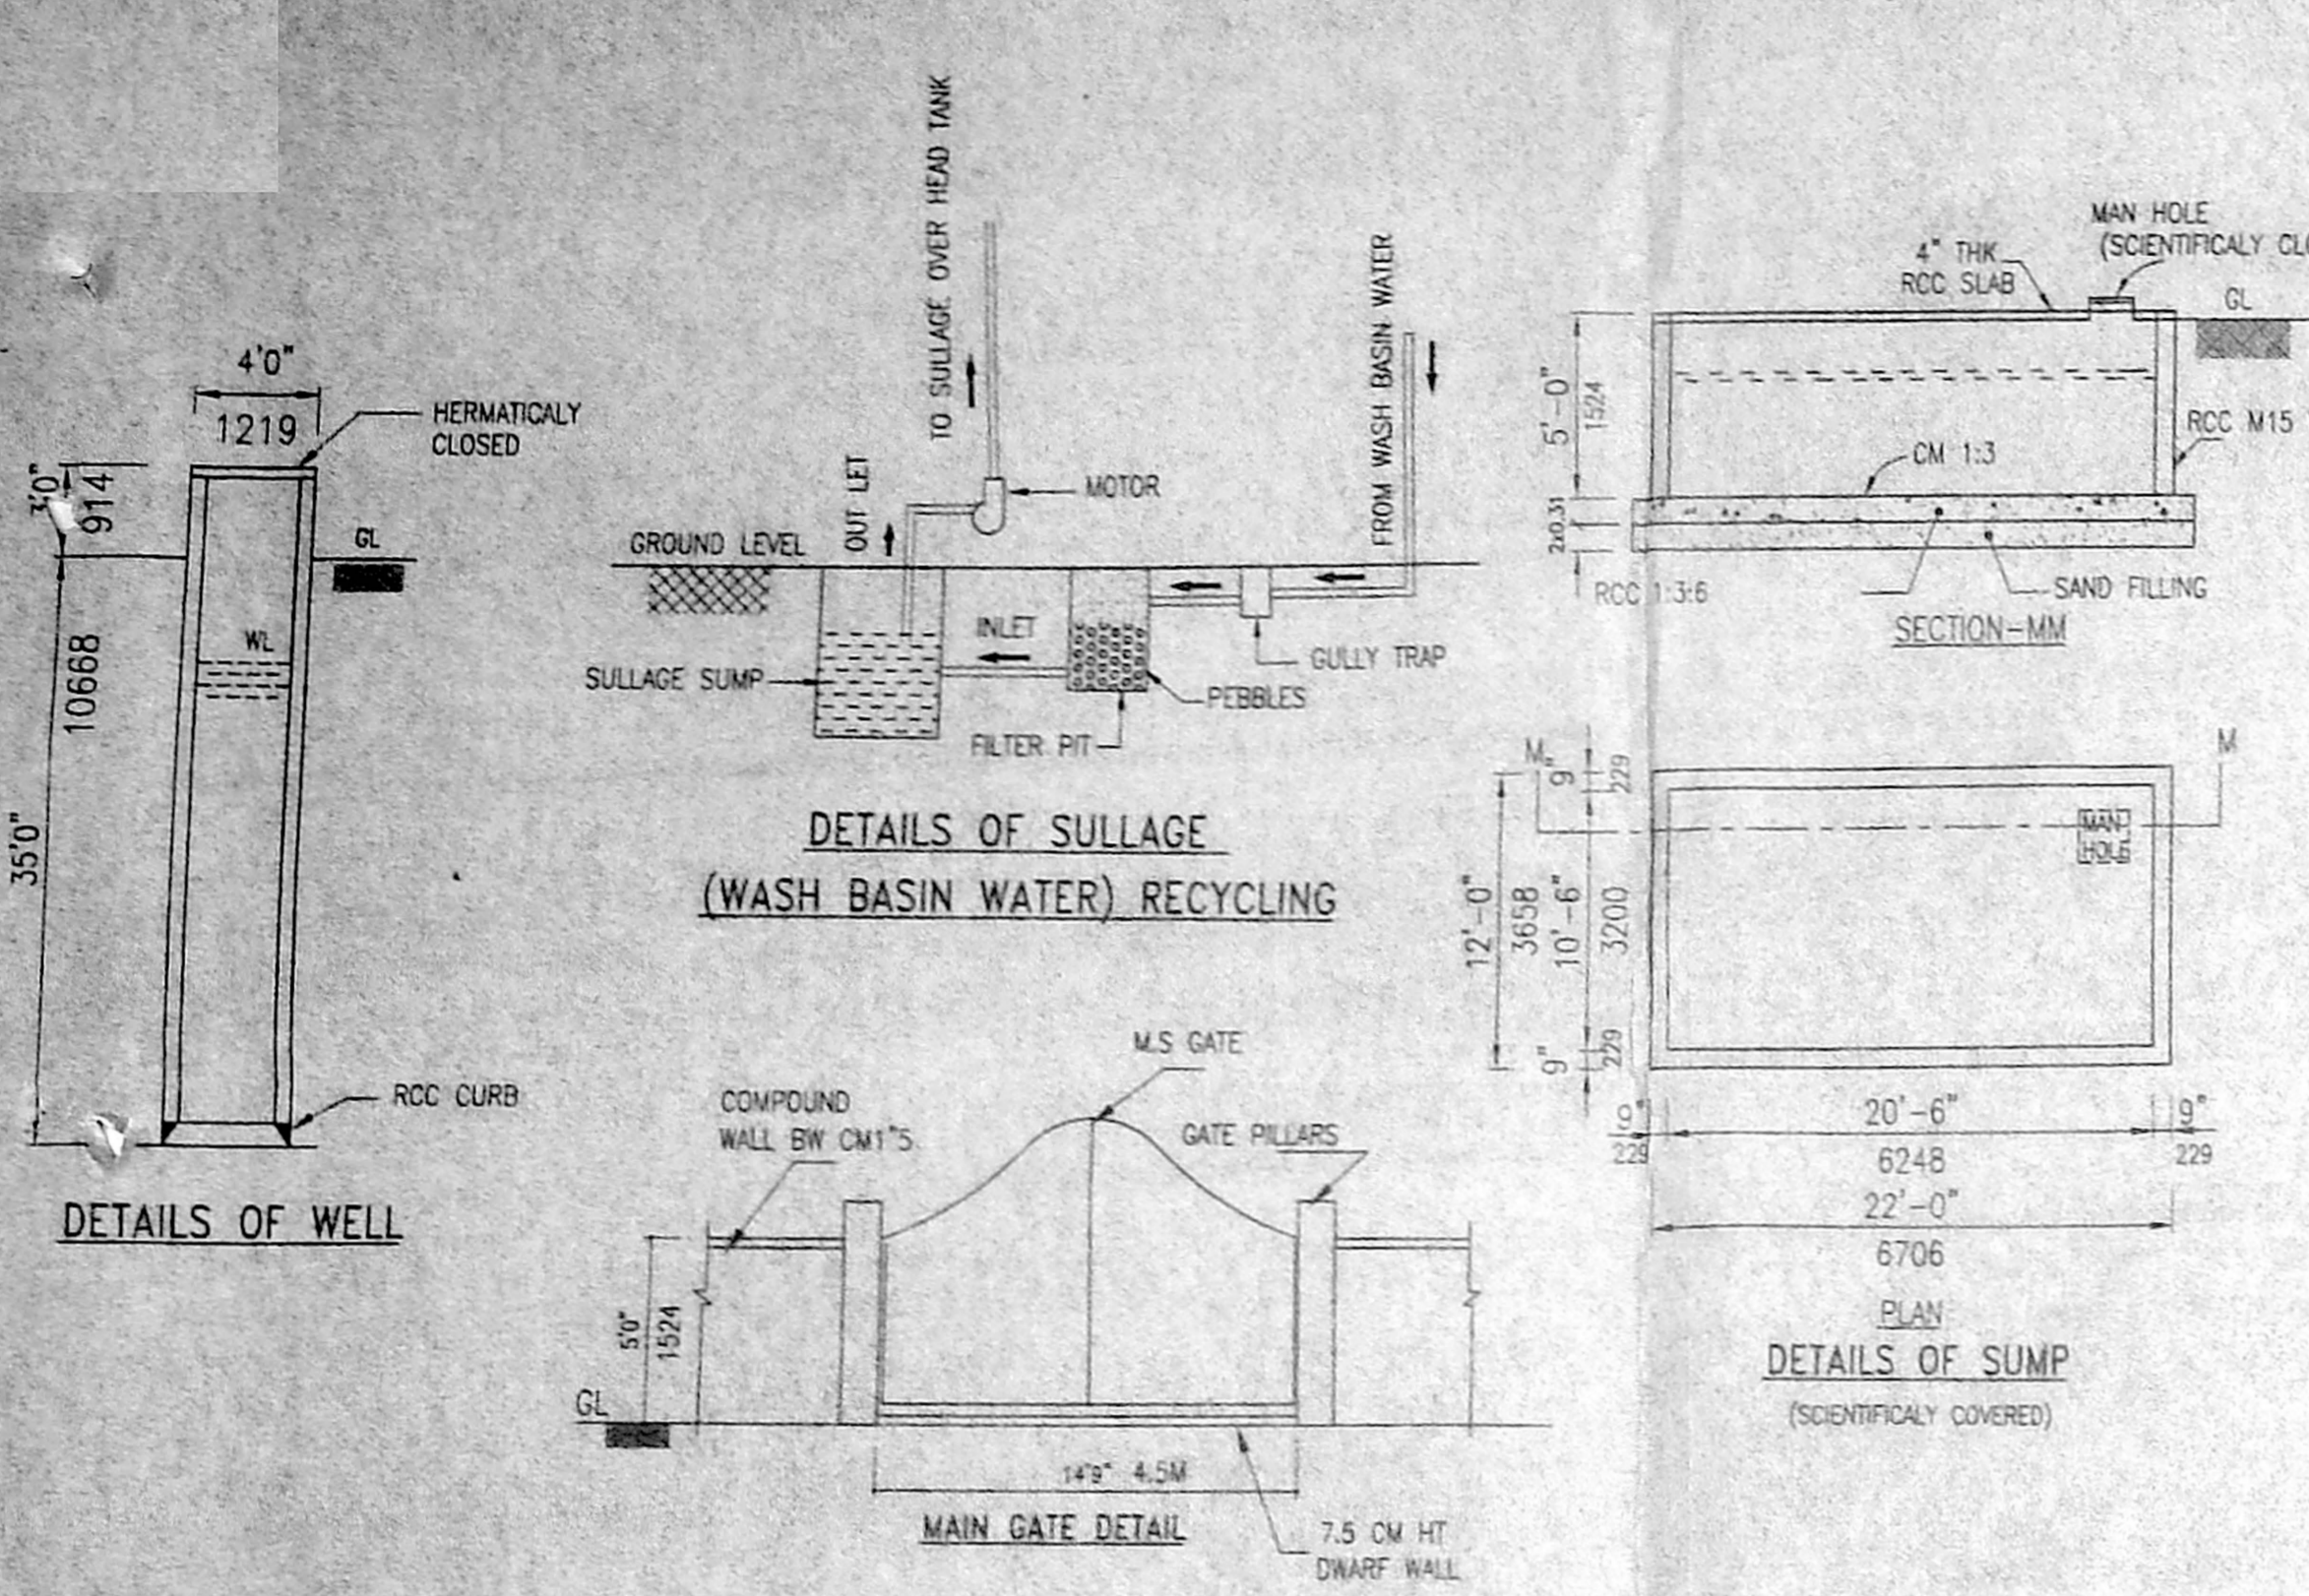 4'0"
1219
HERMATICALY
CLOSED
3'0"
914
GL
WL
10668
35'0"
RCC CURB
DETAILS OF WELL
TO SULLAGE OVER HEAD TANK
OUT LET
MOTOR
FROM WASH BASIN WATER
GROUND LEVEL
INLET
SULLAGE SUMP
GULLY TRAP
PEBBLES
FILTER PIT
DETAILS OF SULLAGE
(WASH BASIN WATER) RECYCLING
M.S GATE
COMPOUND
WALL BW CM1"5
GATE PILLARS
5'0"
1524
GL
14'9" 4.5M
MAIN GATE DETAIL
7.5 CM HT
DWARF WALL
MAN HOLE
(SCIENTIFICALY
4" THK
RCC SLAB
GL
5'-0"
1524
RCC M15
CM 1:3
2x0.31
RCC 1:3:6
SAND FILLING
SECTION-MM
M
M
9"
229
12'-0"
3658
10'-6"
3200
9"
229
MAN
HOLE
9"
20'-6"
9"
229
6248
229
22'-0"
6706
PLAN
DETAILS OF SUMP
(SCIENTIFICALY COVERED)